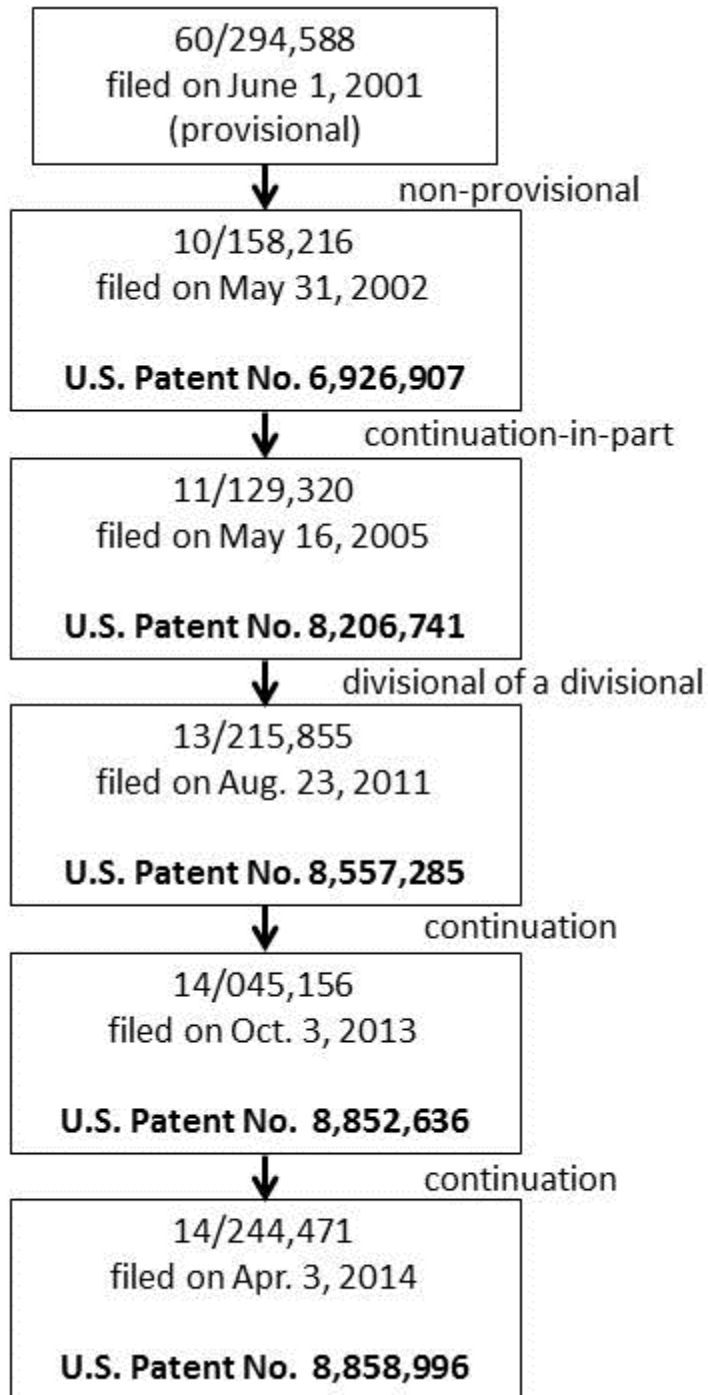 60/294,588
filed on June 1, 2001
(provisional)
non-provisional
10/158,216
filed on May 31, 2002
U.S. Patent No. 6,926,907
continuation-in-part
11/129,320
filed on May 16, 2005
U.S. Patent No. 8,206,741
divisional of a divisional
13/215,855
filed on Aug. 23, 2011
U.S. Patent No. 8,557,285
continuation
14/045,156
filed on Oct. 3, 2013
U.S. Patent No. 8,852,636
continuation
14/244,471
filed on Apr. 3, 2014
U.S. Patent No. 8,858,996